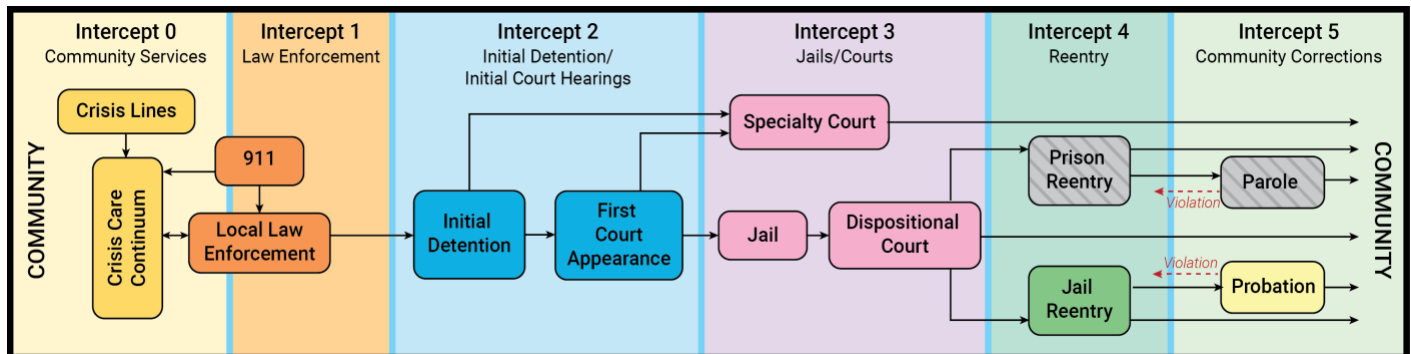 Intercept 0
Community Services
Intercept 1
Law Enforcement
Intercept 2
Initial Detention/
Initial Court Hearings
Intercept 3
Jails/Courts
Intercept 4
Reentry
Intercept 5
Community Corrections
COMMUNITY
Crisis Lines
Crisis Care
Continuum
911
Local Law
Enforcement
Initial
Detention
First
Court
Appearance
Specialty Court
Jail
Dispositional
Court
Prison
Reentry
Violation
Parole
Jail
Reentry
Violation
Probation
COMMUNITY